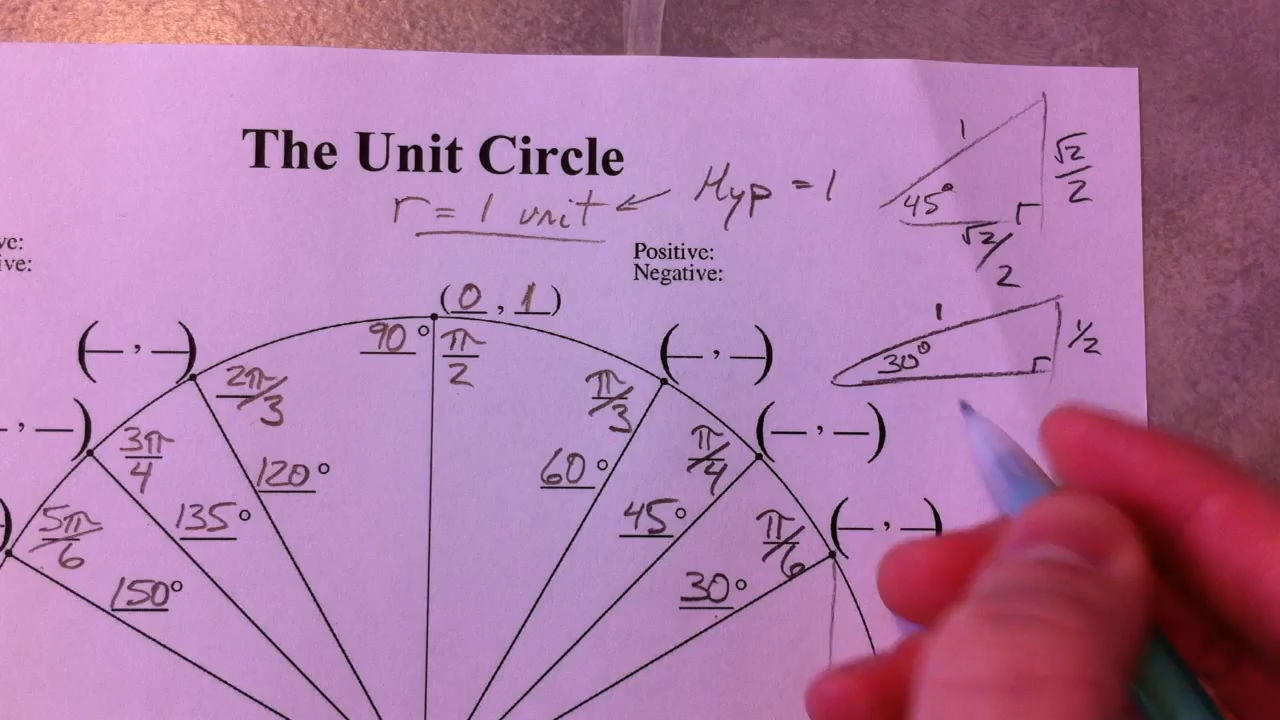 The Unit Circle
r = 1 unit ← Hyp = 1
1
45°
√2/2
√2/2
ve:
ive:
Positive:
Negative:
(0, 1)
1
30°
1/2
90°
π/2
(—, —)
(—, —)
2π/3
π/3
, —)
(—, —)
3π/4
120°
60°
π/4
)
(—, —)
5π/6
135°
45°
π/6
150°
30°